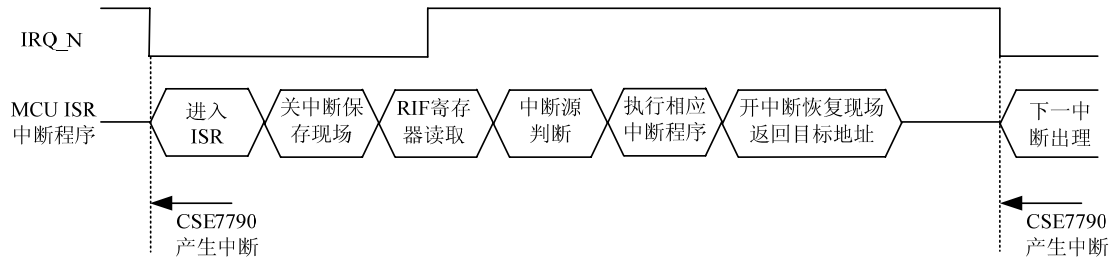 IRQ_N
MCU ISR
中断程序
进入
ISR
关中断保
存现场
RIF寄存
器读取
中断源
判断
执行相应
中断程序
开中断恢复现场
返回目标地址
下一中
断出理
CSE7790
产生中断
CSE7790
产生中断